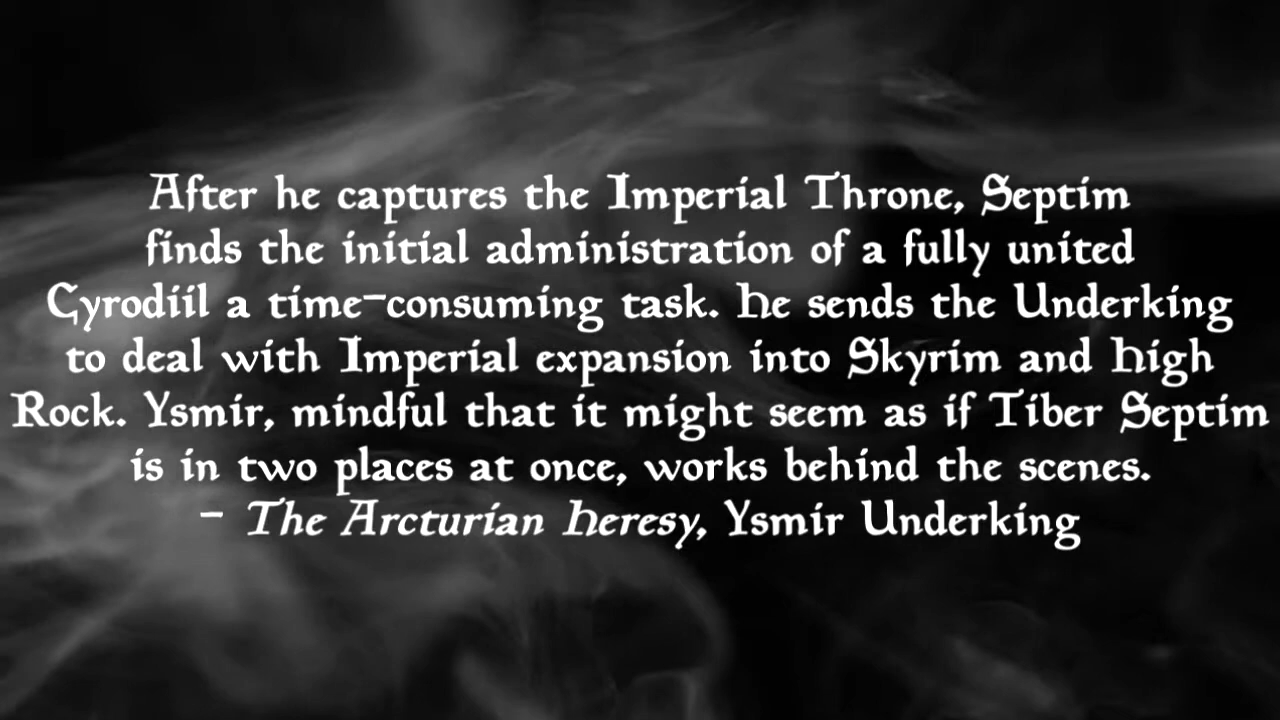 After he captures the Imperial Throne, Septim
finds the initial administration of a fully united
Cyrodiil a time-consuming task. He sends the Underking
to deal with Imperial expansion into Skyrim and High
Rock. Ysmir, mindful that it might seem as if Tiber Septim
is in two places at once, works behind the scenes.
- The Arcturian Heresy, Ysmir Underking